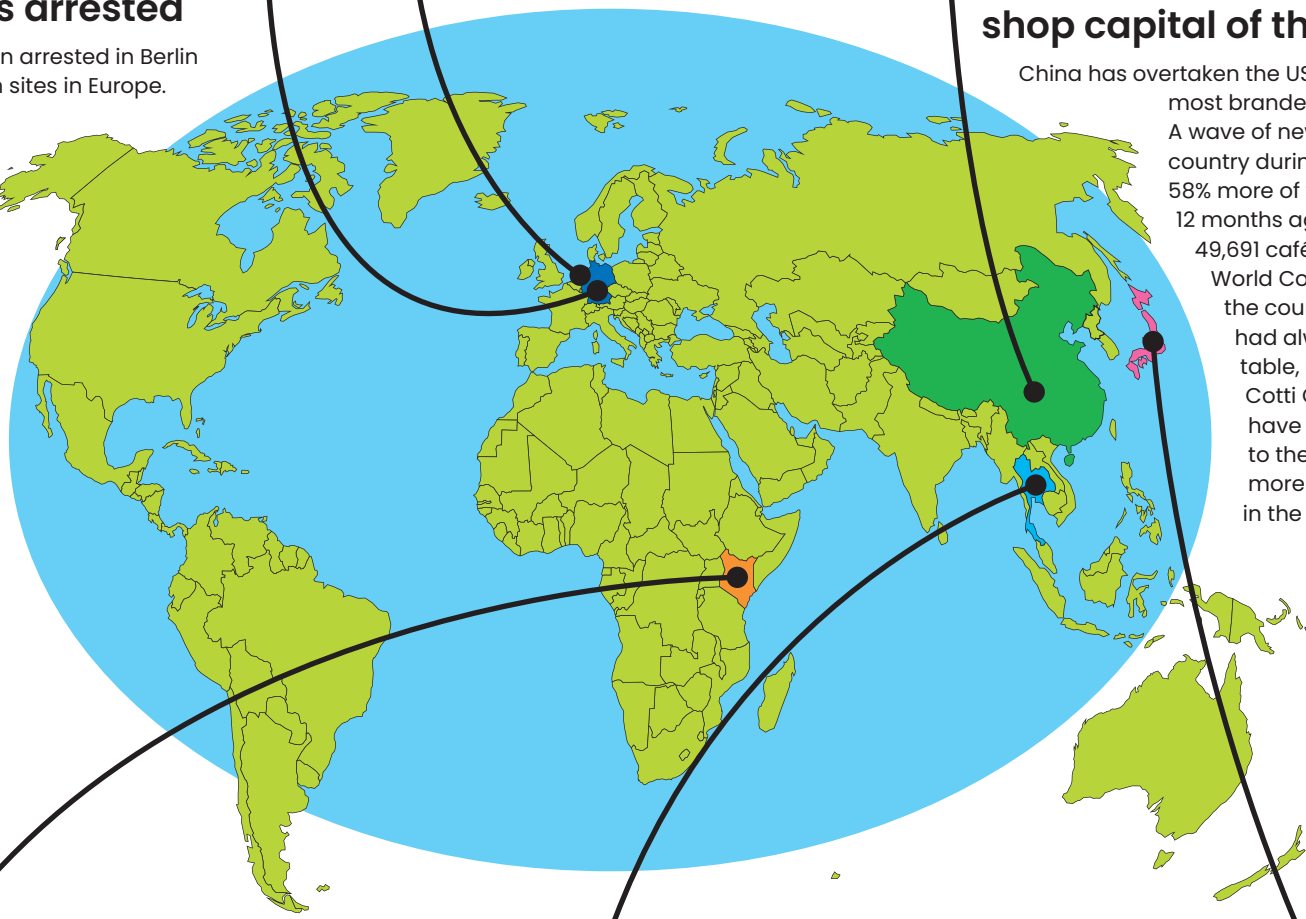 s arrested
n arrested in Berlin
sites in Europe.
shop capital of th
China has overtaken the US
most brande
A wave of nev
country durin
58% more of
12 months ag
49,691 café
World Co
the cou
had alv
table,
Cotti
have
to the
more
in the